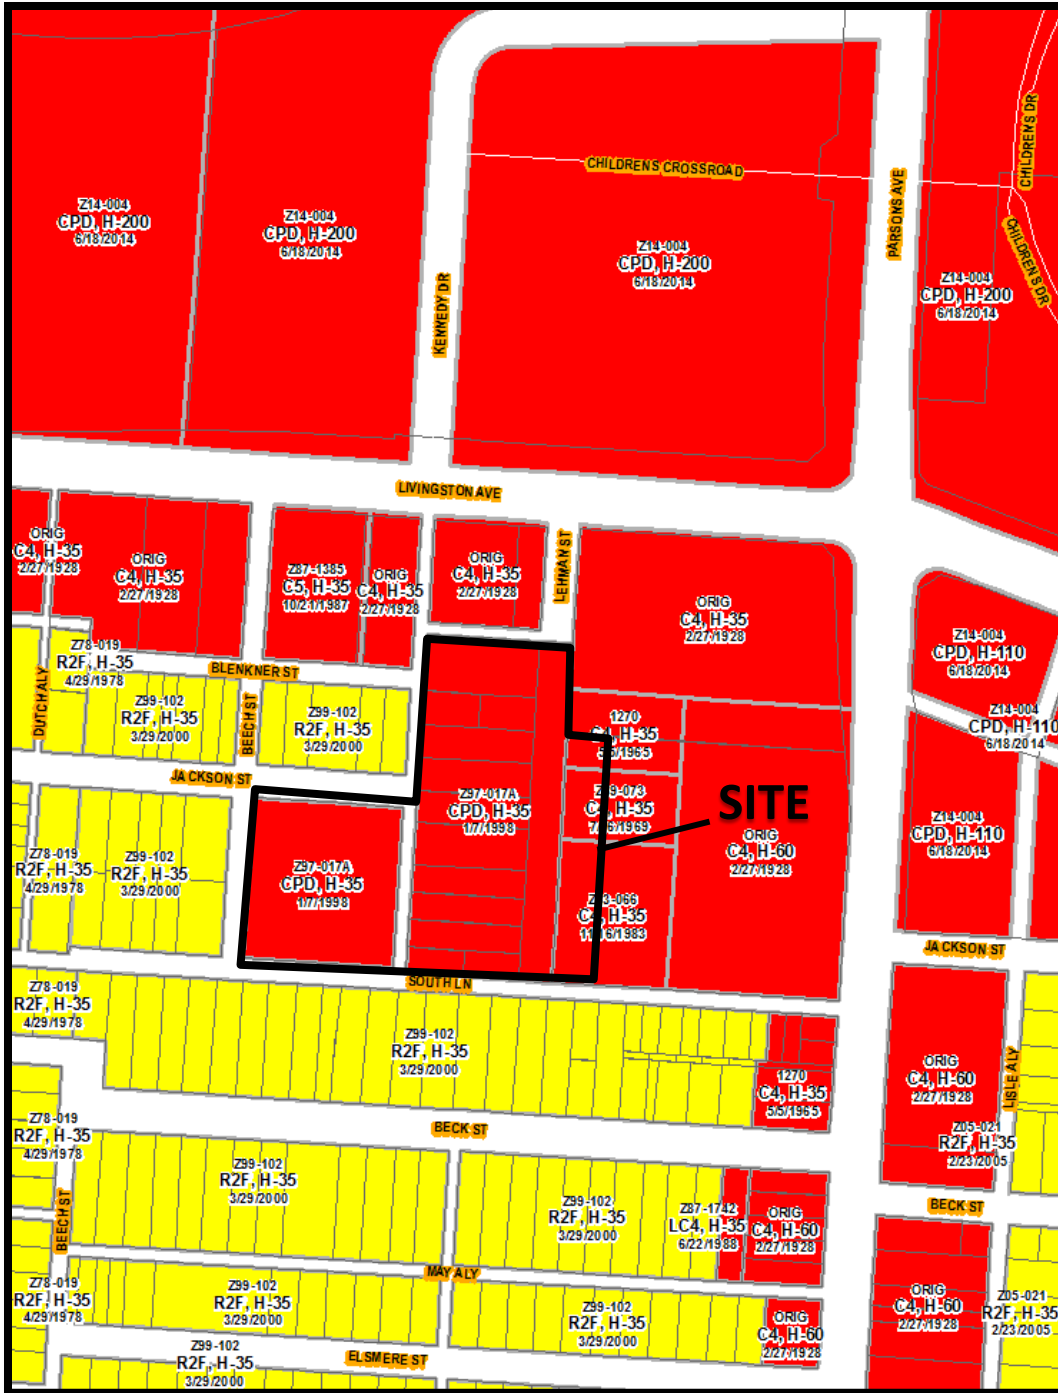 CHILDRENS DR
CHILDRENS CROSSROAD
PARSONS AVE
Z14-004
CPD, H-200
6/18/2014
Z14-004
CPD, H-200
6/18/2014
Z14-004
CPD, H-200
6/18/2014
CHILDRENS DR
Z14-004
CPD, H-200
6/18/2014
KENNEDY DR
LIVINGSTON AVE
ORIG
C4, H-35
2/27/1928
ORIG
C4, H-35
2/27/1928
Z87-1385
C5, H-35
10/21/1987
ORIG
C4, H-35
2/27/1928
ORIG
C4, H-35
2/27/1928
LEHMAN ST
ORIG
C4, H-35
2/27/1928
Z14-004
CPD, H-110
6/18/2014
Z78-019
R2F, H-35
4/29/1978
BLENKNER ST
DUTCH ALY
Z99-102
R2F, H-35
3/29/2000
BEECH ST
Z99-102
R2F, H-35
3/29/2000
1270
C4, H-35
5/5/1965
Z14-004
CPD, H-110
6/18/2014
JACKSON ST
Z97-017A
CPD, H-35
1/7/1998
C4, H-35
SITE
ORIG
C4, H-60
2/27/1928
Z14-004
CPD, H-110
6/18/2014
Z78-019
R2F, H-35
4/29/1978
Z99-102
R2F, H-35
3/29/2000
Z97-017A
CPD, H-35
1/7/1998
C4, H-35
JACKSON ST
SOUTH LN
Z78-019
R2F, H-35
4/29/1978
Z99-102
R2F, H-35
3/29/2000
1270
C4, H-35
5/5/1965
ORIG
C4, H-60
2/27/1928
LISLE ALY
Z05-021
R2F, H-35
2/23/2005
Z78-019
R2F, H-35
4/29/1978
BECK ST
Z99-102
R2F, H-35
3/29/2000
Z99-102
R2F, H-35
3/29/2000
Z87-1742
LC4, H-35
6/22/1988
ORIG
C4, H-60
2/27/1928
BECK ST
BEECH ST
MAY ALY
Z78-019
R2F, H-35
4/29/1978
Z99-102
R2F, H-35
3/29/2000
Z99-102
R2F, H-35
3/29/2000
ORIG
C4, H-60
2/27/1928
ORIG
C4, H-60
2/27/1928
Z05-021
R2F, H-35
2/23/2005
ELSMERE ST
Z99-102
R2F, H-35
3/29/2000